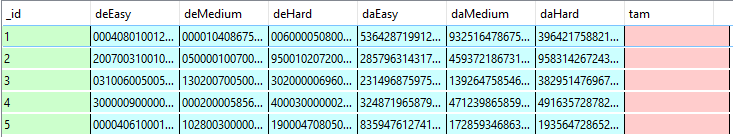 _id deEasy deMedium deHard daEasy daMedium daHard tam
1 000408010012... 000010408675... 006000050800... 536428719912... 932516478675... 396421758821...
2 200700310010... 050000100700... 950010207200... 285796314317... 459372186731... 958314267243...
3 031006005005... 130200700500... 302000006960... 231496875975... 139264758546... 382951476967...
4 300000900000... 000200005856... 400030000002... 324871965879... 471239865859... 491635728782...
5 000040610001... 102800300000... 190004708050... 835947612741... 172859346863... 193564728652...